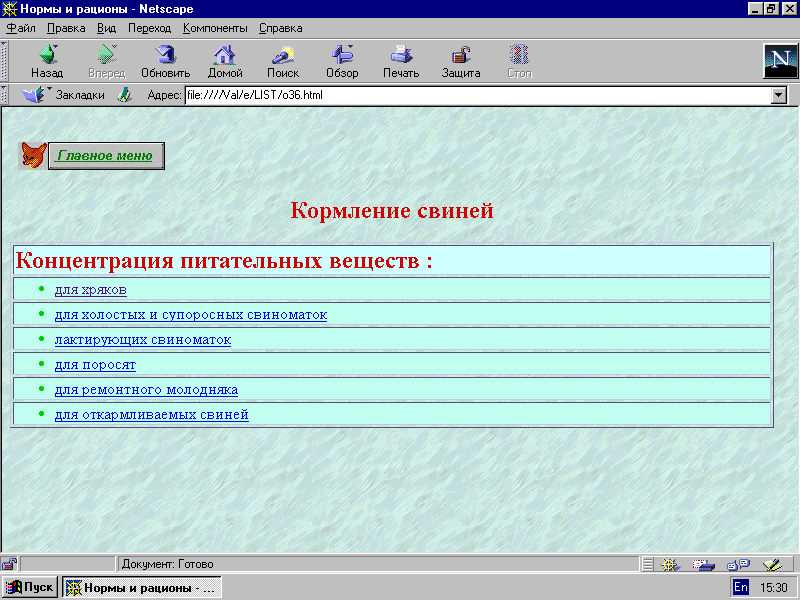 Нормы и рационы - Netscape
Файл Правка Вид Переход Компоненты Справка
Назад Вперед Обновить Домой Поиск Обзор Печать Защита Стоп
N
Закладки Адрес: file:////Val/e/LIST/o36.html
Главное меню
Кормление свиней
Концентрация питательных веществ :
для хряков
для холостых и супоросных свиноматок
лактирующих свиноматок
для поросят
для ремонтного молодняка
для откармливаемых свиней
Документ: Готово
Пуск Нормы и рационы - ... En 15:30